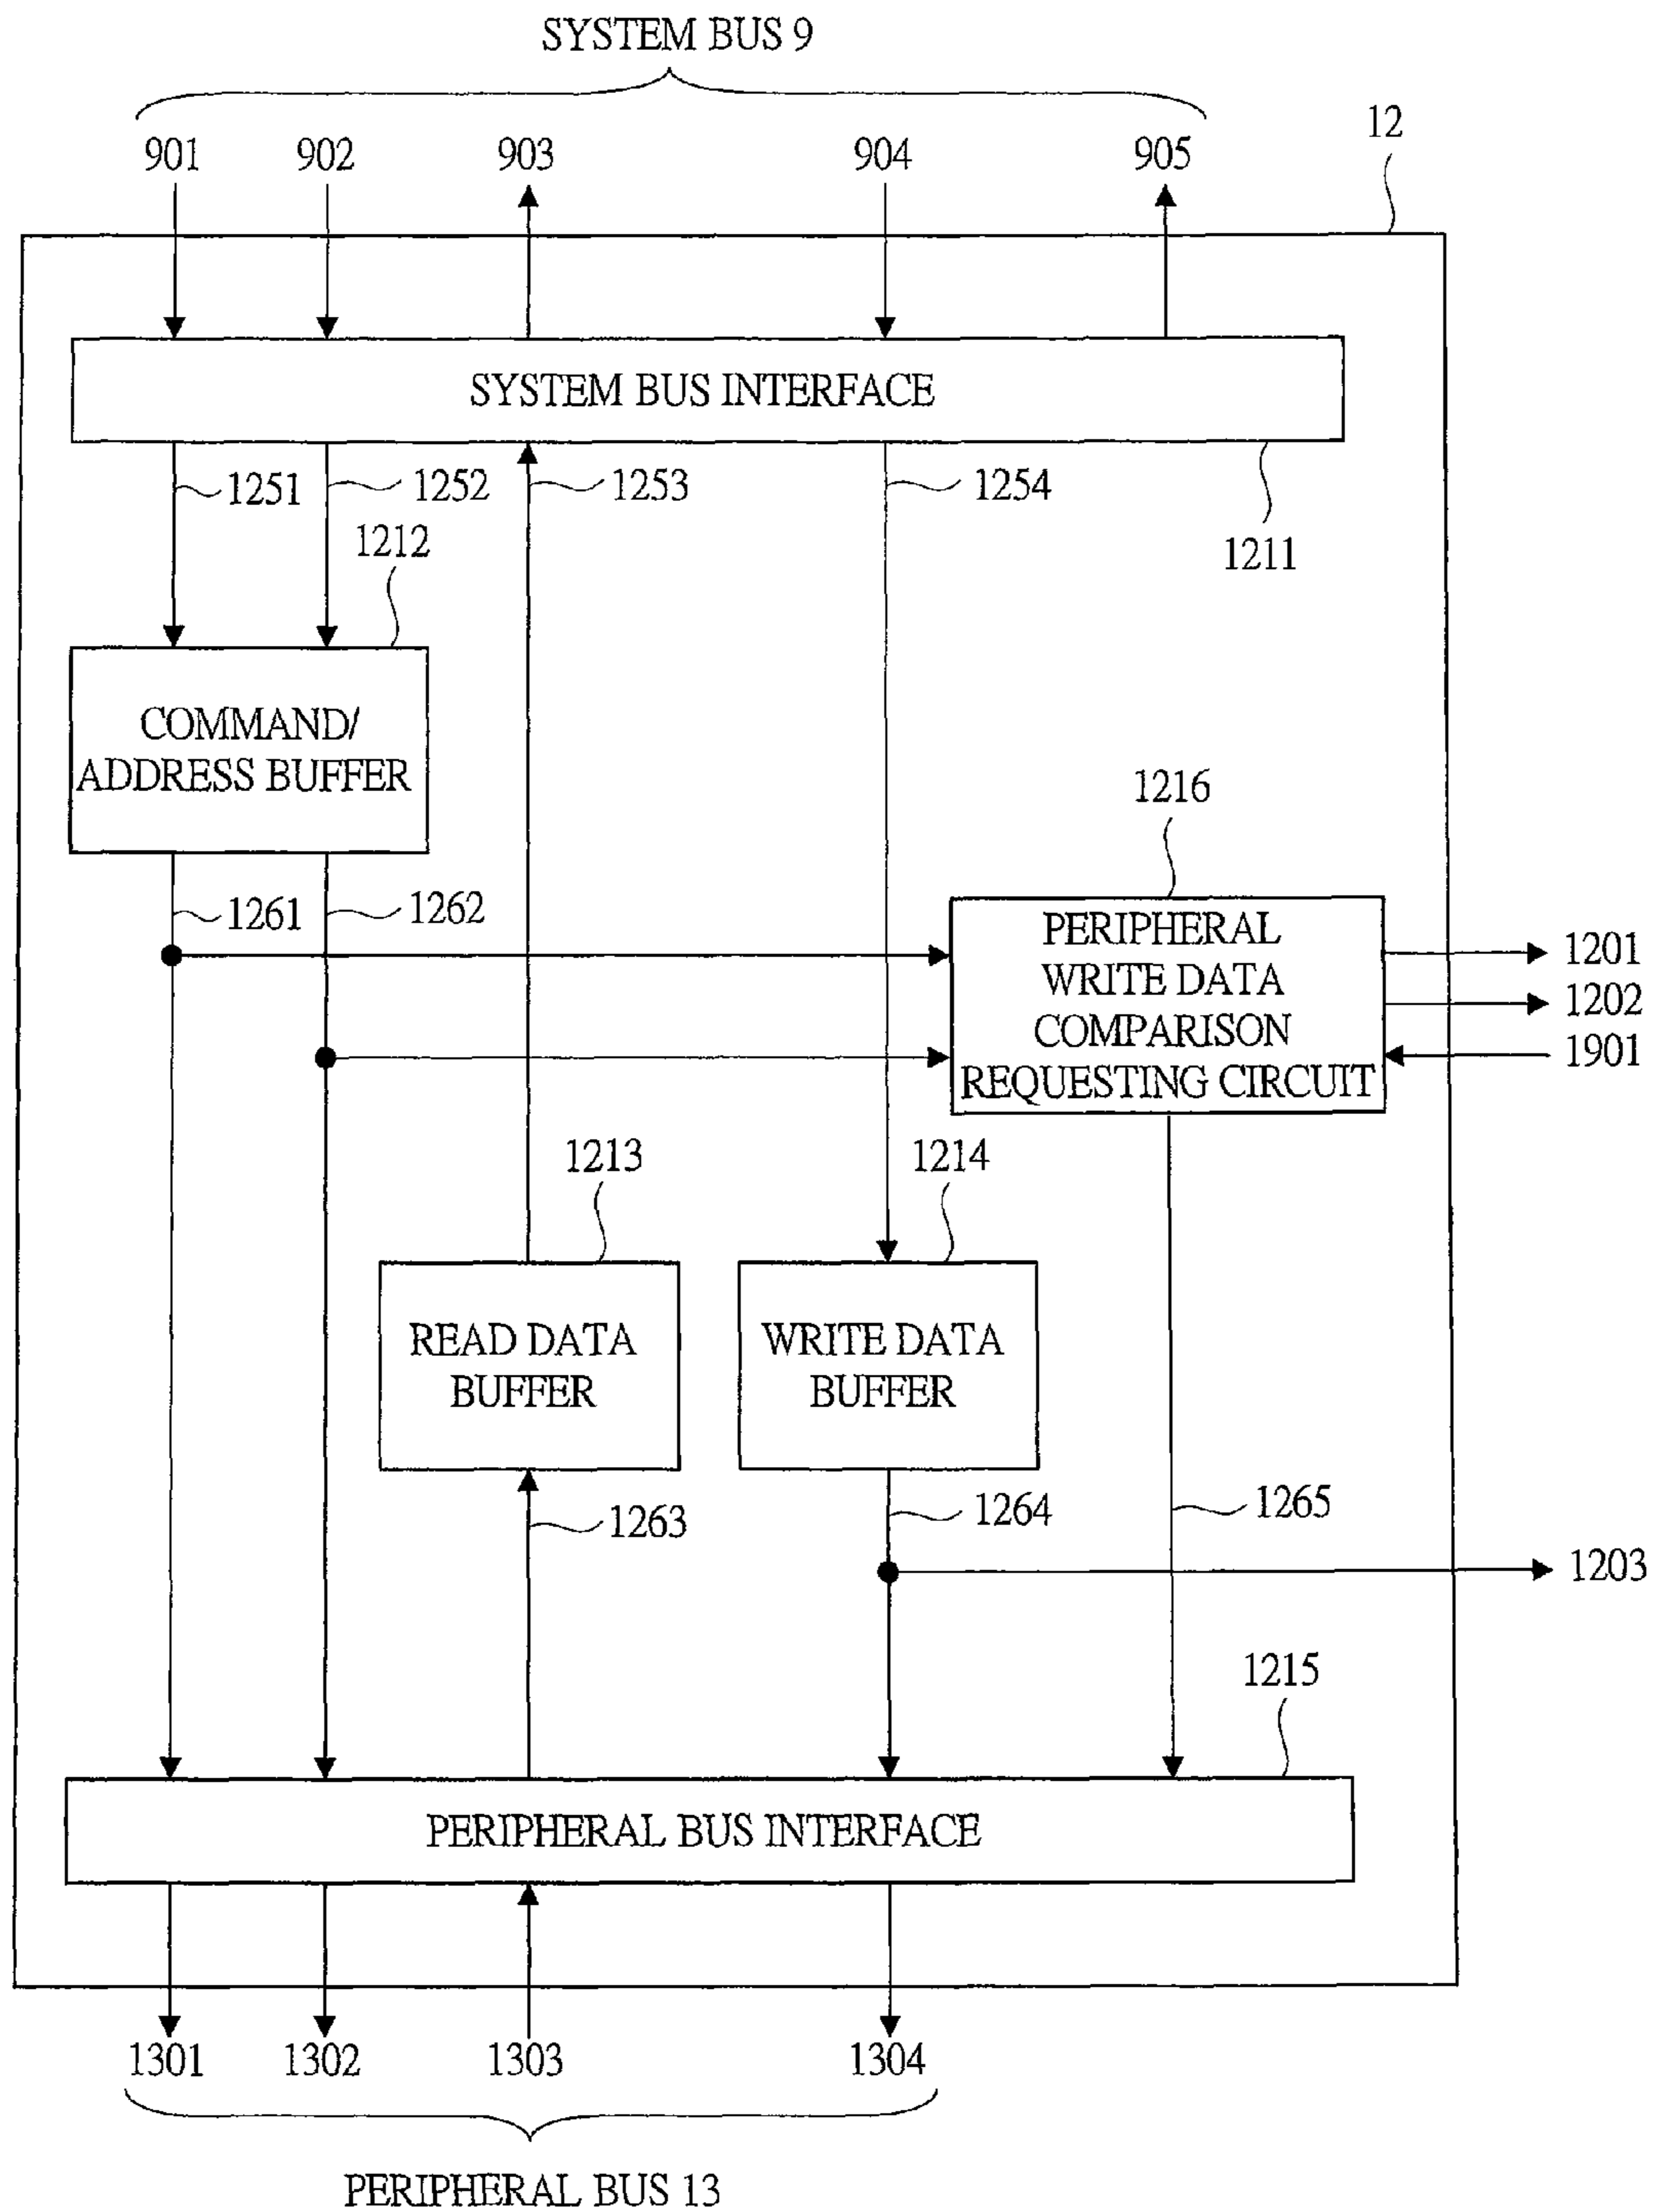 SYSTEM BUS 9
12
901 902 903 904 905
SYSTEM BUS INTERFACE
1251 1252 1253 1254
1212
1211
COMMAND/
ADDRESS BUFFER
1216
1261 1262
PERIPHERAL
WRITE DATA
COMPARISON
REQUESTING CIRCUIT
1201
1202
1901
1213 1214
READ DATA
BUFFER
WRITE DATA
BUFFER
1263 1264 1265
1203
1215
PERIPHERAL BUS INTERFACE
1301 1302 1303 1304
PERIPHERAL BUS 13